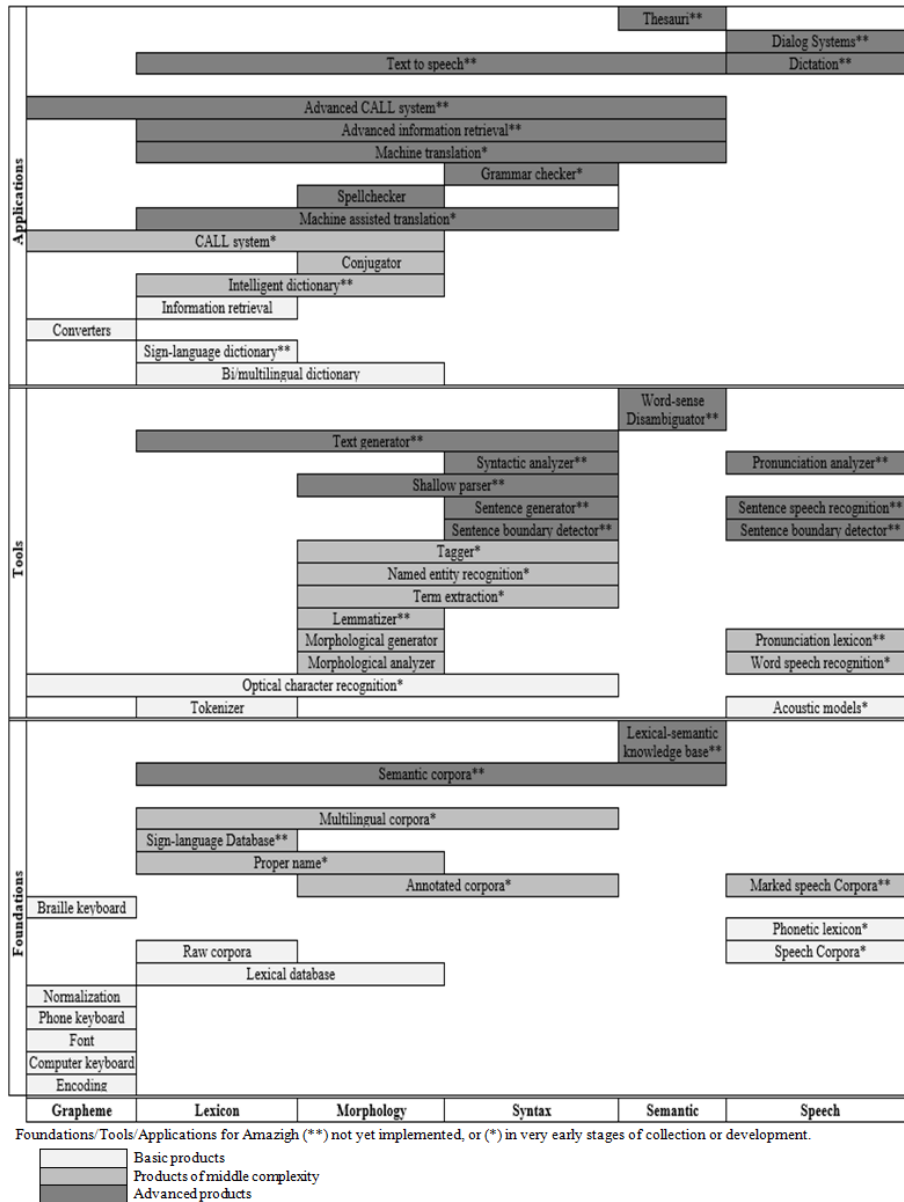 Applications
Thesauri**
Dialog Systems**
Text to speech**
Dictation**
Advanced CALL system**
Advanced information retrieval**
Machine translation*
Grammar checker*
Spellchecker
Machine assisted translation*
CALL system*
Conjugator
Intelligent dictionary**
Information retrieval
Converters
Sign-language dictionary**
Bi/multilingual dictionary
Tools
Word-sense
Disambiguator**
Text generator**
Syntactic analyzer**
Pronunciation analyzer**
Shallow parser**
Sentence generator**
Sentence speech recognition**
Sentence boundary detector**
Sentence boundary detector**
Tagger*
Named entity recognition*
Term extraction*
Lemmatizer**
Morphological generator
Pronunciation lexicon**
Morphological analyzer
Word speech recognition*
Optical character recognition*
Tokenizer
Acoustic models*
Foundations
Lexical-semantic
knowledge base**
Semantic corpora**
Multilingual corpora*
Sign-language Database**
Proper name*
Annotated corpora*
Marked speech Corpora**
Braille keyboard
Phonetic lexicon*
Raw corpora
Speech Corpora*
Lexical database
Normalization
Phone keyboard
Font
Computer keyboard
Encoding
Grapheme
Lexicon
Morphology
Syntax
Semantic
Speech
Foundations/Tools/Applications for Amazigh (**) not yet implemented, or (*) in very early stages of collection or development.
Basic products
Products of middle complexity
Advanced products